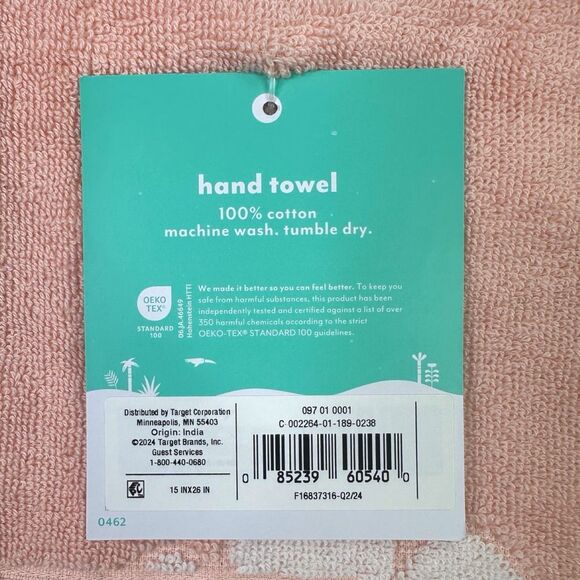 hand towel
100% cotton
machine wash. tumble dry.
OEKO
TEX®
STANDARD
100
06.JA.46649
Hohenstein HTTI
We made it better so you can feel better. To keep you
safe from harmful substances, this product has been
independently tested and certified against a list of over
350 harmful chemicals according to the strict
OEKO-TEX® STANDARD 100 guidelines.
Distributed by Target Corporation
Minneapolis, MN 55403
Origin: India
©2024 Target Brands, Inc.
Guest Services
1-800-440-0680
15 INX26 IN
097 01 0001
C-002264-01-189-0238
0 85239 60540 0
F16837316-Q2/24
0462